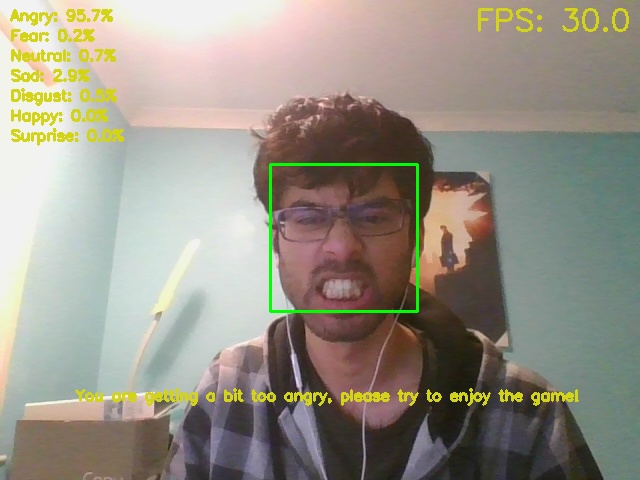 Angry: 95.7%
FPS: 30.0
Fear: 0.2%
Neutral: 0.7%
Sad: 2.9%
Disgust: 0.5%
Happy: 0.0%
Surprise: 0.0%
You are getting a bit too angry, please try to enjoy the game!